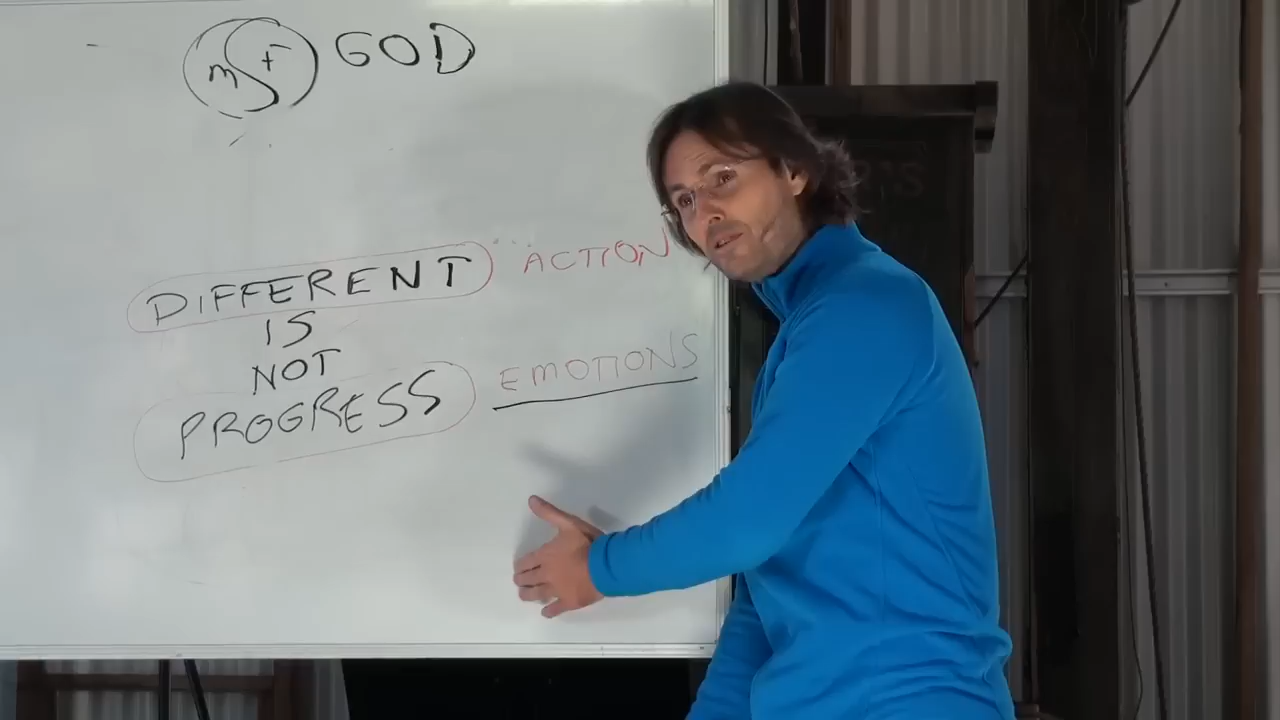 m + GOD
DIFFERENT ACTION
IS
NOT
PROGRESS EMOTIONS